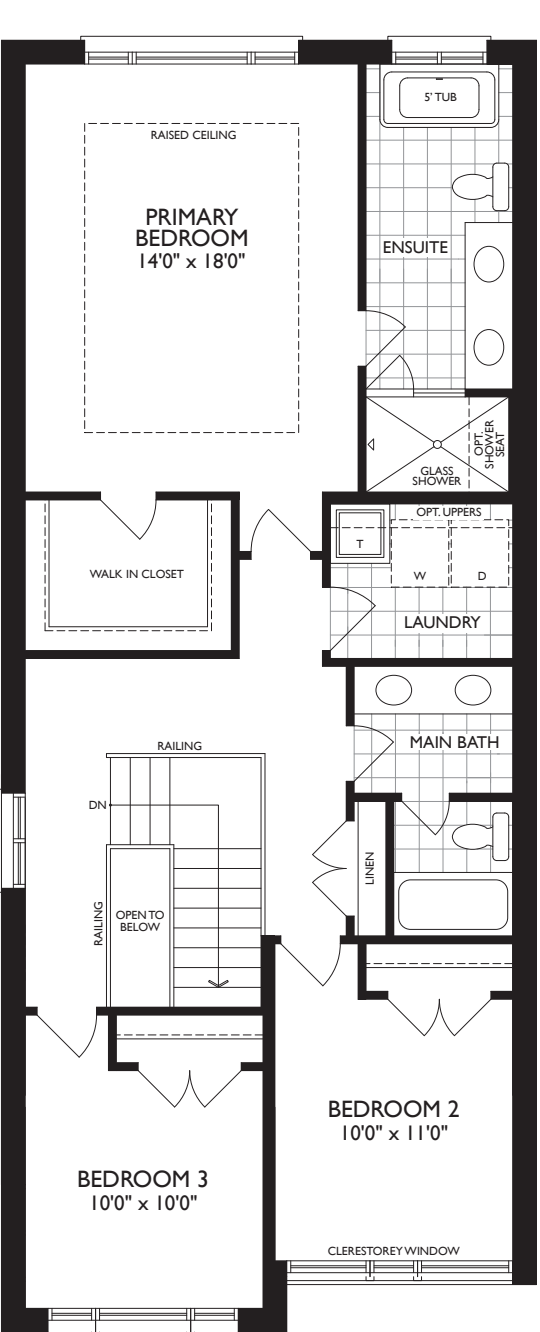 5' TUB
RAISED CEILING
PRIMARY
BEDROOM
14'0" x 18'0"
ENSUITE
OPT.
SHOWER
SEAT
GLASS
SHOWER
OPT. UPPERS
T
W
D
WALK IN CLOSET
LAUNDRY
MAIN BATH
RAILING
DN
LINEN
RAILING
OPEN TO
BELOW
BEDROOM 2
10'0" x 11'0"
BEDROOM 3
10'0" x 10'0"
CLERESTOREY WINDOW